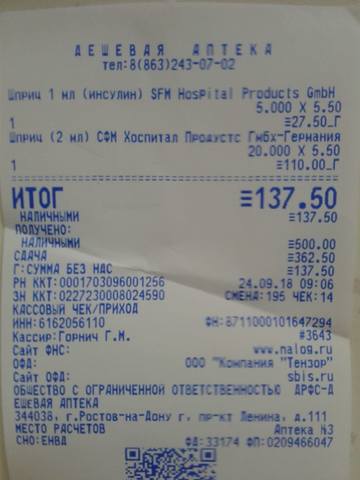 ДЕШЕВАЯ АПТЕКА
тел:8(863)243-07-02
Шприц 1 мл (инсулин) SFM Hospital Products GmbH
5.000 X 5.50
1 ≡27.50_Г
Шприц (2 мл) СФМ Хоспитал Продустс Гмбх-Германия
20.000 X 5.50
1 ≡110.00_Г
ИТОГ ≡137.50
НАЛИЧНЫМИ ≡137.50
ПОЛУЧЕНО:
НАЛИЧНЫМИ ≡500.00
СДАЧА ≡362.50
Г:СУММА БЕЗ НДС ≡137.50
РН ККТ:0001703096001256 24.09.18 09:06
ЗН ККТ:0227230008024590 СМЕНА:195 ЧЕК:14
КАССОВЫЙ ЧЕК/ПРИХОД
ИНН:6162056110 ФН:8711000101647294
Кассир:Горнич Г.М. #3643
Сайт ФНС: www.nalog.ru
ОФД: ООО "Компания "Тензор"
Сайт ОФД: sbis.ru
ОБЩЕСТВО С ОГРАНИЧЕННОЙ ОТВЕТСТВЕННОСТЬЮ ДРФС-Д
ЕШЕВАЯ АПТЕКА
344038, г.Ростов-на-Дону г, пр-кт Ленина, д.111
МЕСТО РАСЧЕТОВ Аптека №3
СНО:ЕНВД ФД:33174 ФП:0209466047